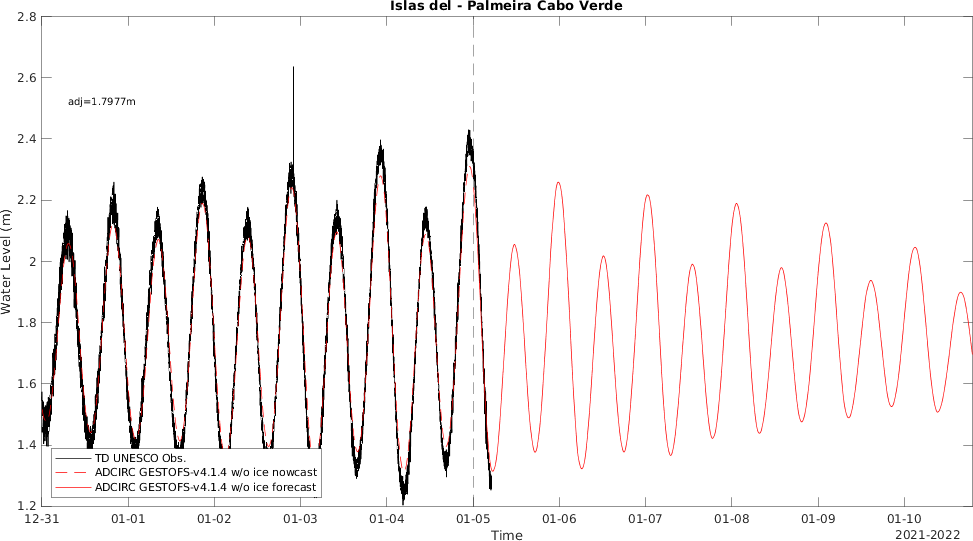 Islas del - Palmeira Cabo Verde
2.8
2.6
adj=1.7977m
2.4
2.2
2
1.8
1.6
1.4
1.2
Water Level (m)
TD UNESCO Obs.
ADCIRC GESTOFS-v4.1.4 w/o ice nowcast
ADCIRC GESTOFS-v4.1.4 w/o ice forecast
12-31 01-01 01-02 01-03 01-04 01-05 01-06 01-07 01-08 01-09 01-10
Time
2021-2022